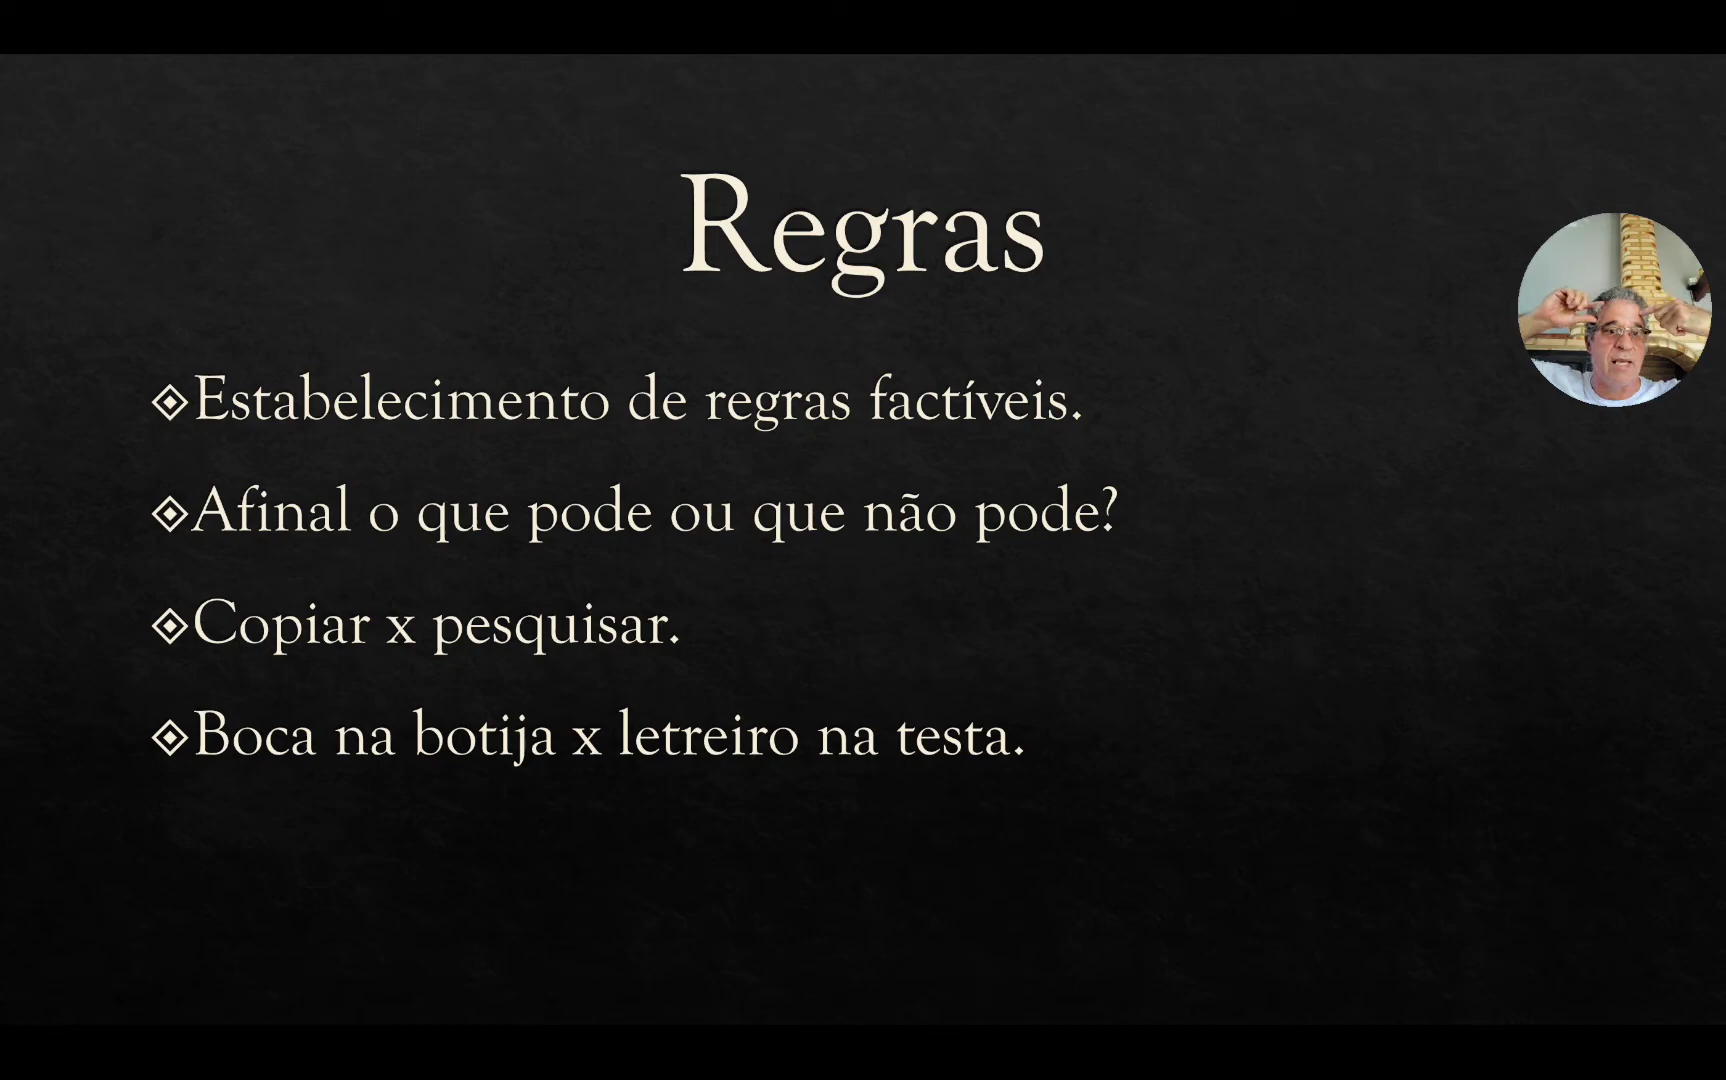 Regras
Estabelecimento de regras factíveis.
Afinal o que pode ou que não pode?
Copiar x pesquisar.
Boca na botija x letreiro na testa.